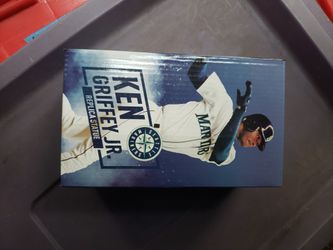 KEN
GRIFFEY JR.
REPLICA STATUE
MARINERS